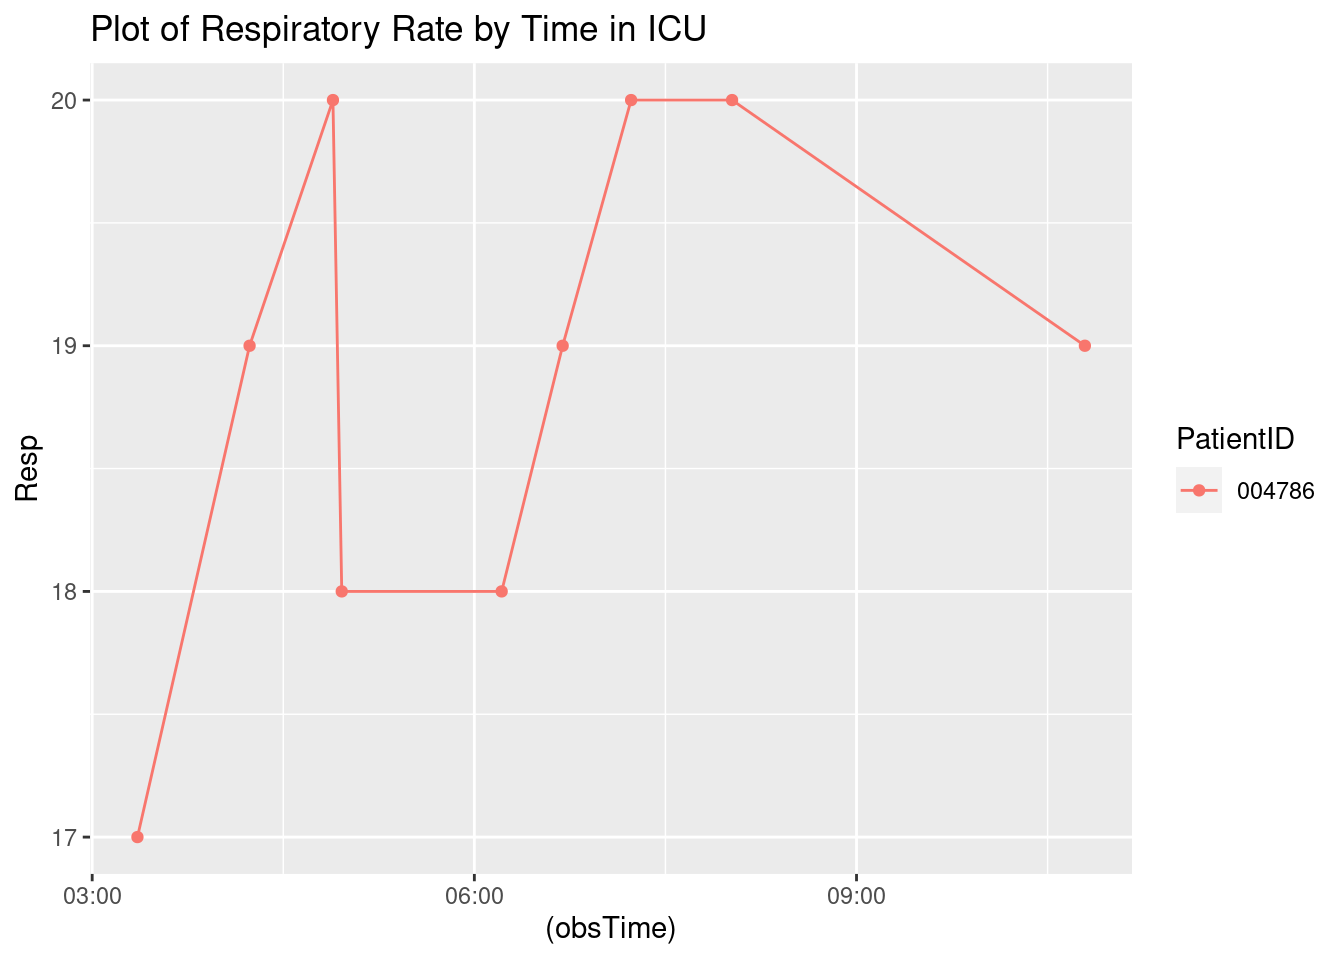 Plot of Respiratory Rate by Time in ICU
20
19
18
17
Resp
03:00 06:00 09:00
(obsTime)
PatientID
004786